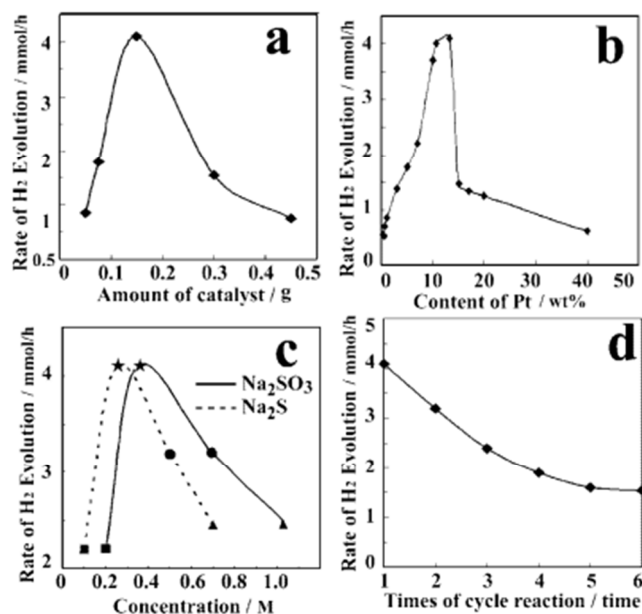 a
Rate of H2 Evolution / mmol/h
4
3
2
1
0.5
0 0.1 0.2 0.3 0.4 0.5
Amount of catalyst / g
b
Rate of H2 Evolution / mmol/h
4
3
2
1
0
0 10 20 30 40 50
Content of Pt / wt%
c
Rate of H2 Evolution / mmol/h
4
3
2
Na2SO3
Na2S
0 0.2 0.4 0.6 0.8 1.0
Concentration / M
d
Rate of H2 Evolution / mmol/h
5
4
3
2
1
0
1 2 3 4 5 6
Times of cycle reaction / time